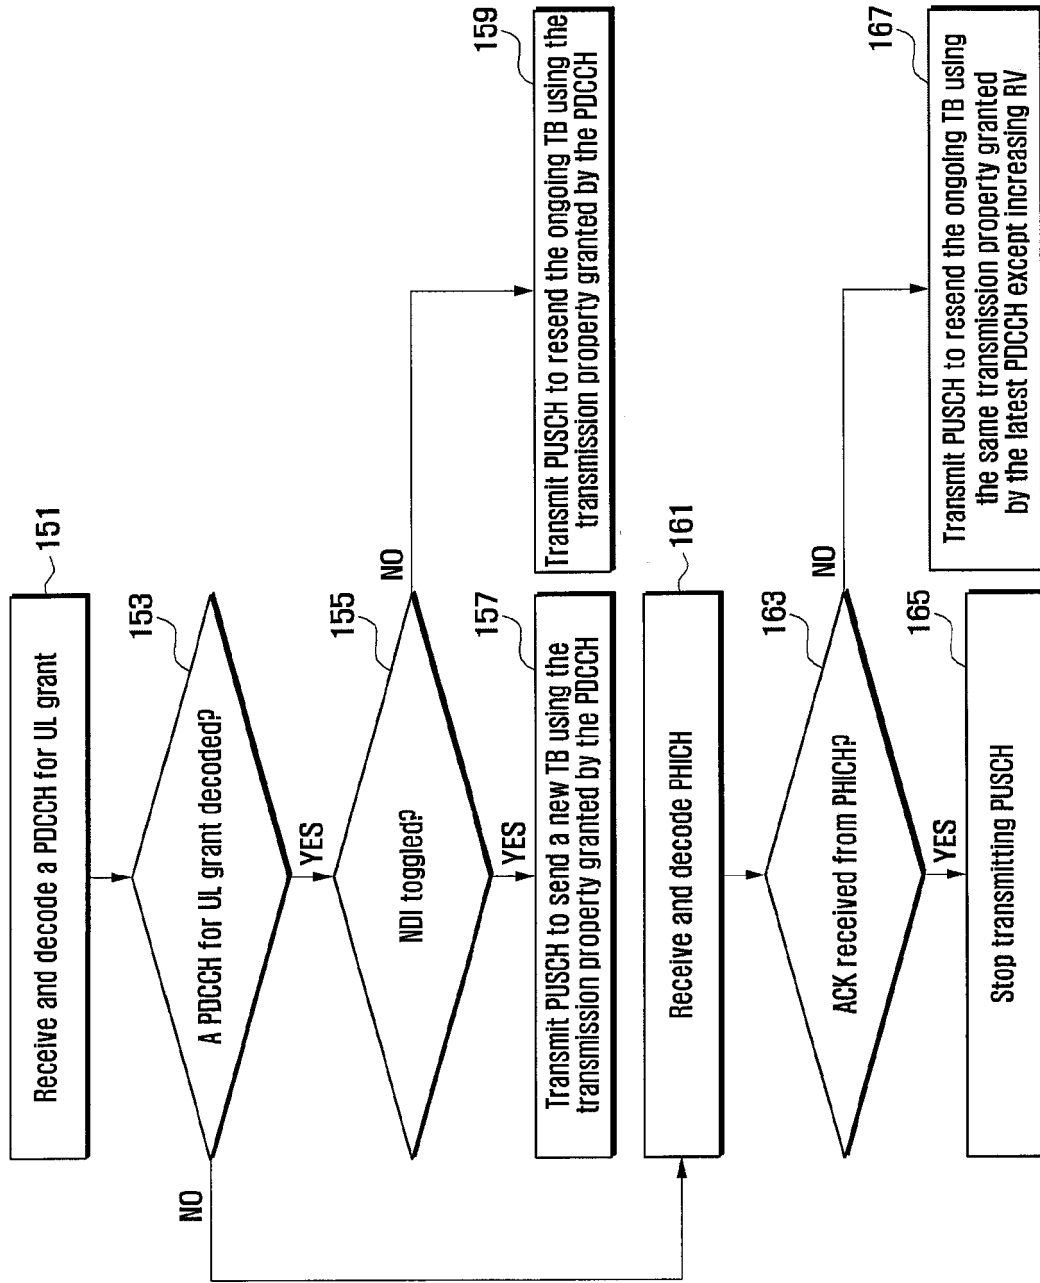 Receive and decode a PDCCH for UL grant
151
A PDCCH for UL grant decoded?
153
NO
YES
NDI toggled?
155
NO
YES
Transmit PUSCH to send a new TB using the
transmission property granted by the PDCCH
157
Transmit PUSCH to resend the ongoing TB using the
transmission property granted by the PDCCH
159
Receive and decode PHICH
161
ACK received from PHICH?
163
NO
YES
Stop transmitting PUSCH
165
Transmit PUSCH to resend the ongoing TB using
the same transmission property granted
by the latest PDCCH except increasing RV
167